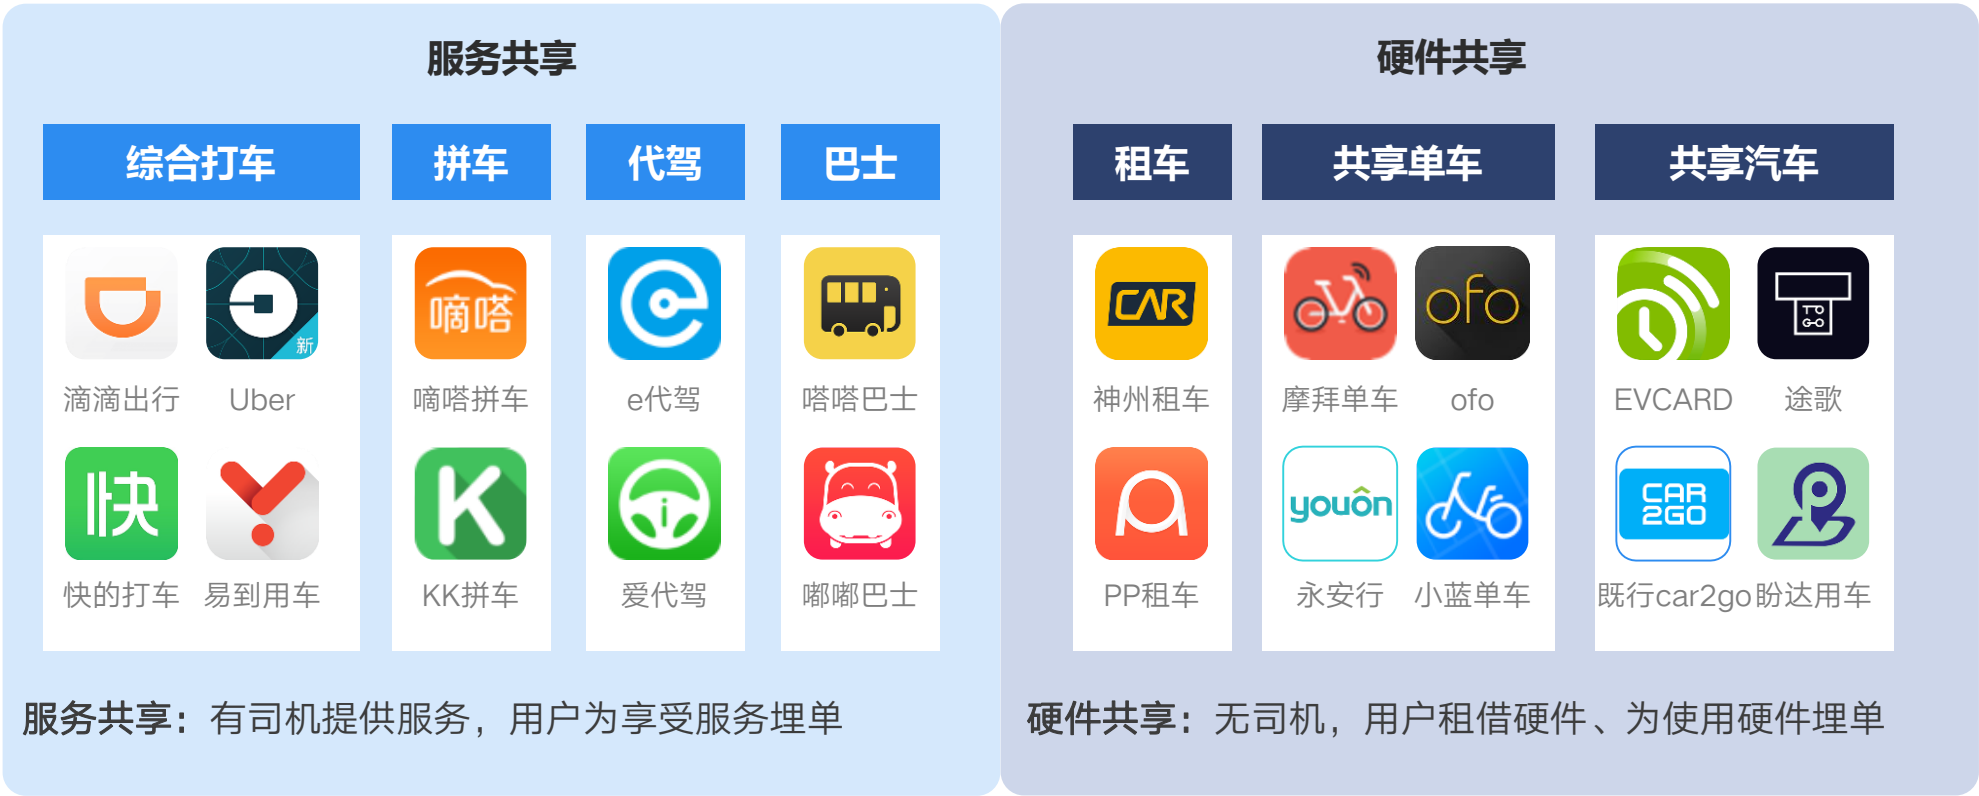 服务共享
硬件共享
综合打车
拼车
代驾
巴士
租车
共享单车
共享汽车
新
嘀嗒
CAR
ofo
TO
GO
滴滴出行
Uber
嘀嗒拼车
e代驾
嗒嗒巴士
神州租车
摩拜单车
ofo
EVCARD
途歌
快
K
i
youon
CAR
2GO
快的打车
易到用车
KK拼车
爱代驾
嘟嘟巴士
PP租车
永安行
小蓝单车
既行car2go
盼达用车
服务共享：有司机提供服务，用户为享受服务埋单
硬件共享：无司机，用户租借硬件、为使用硬件埋单